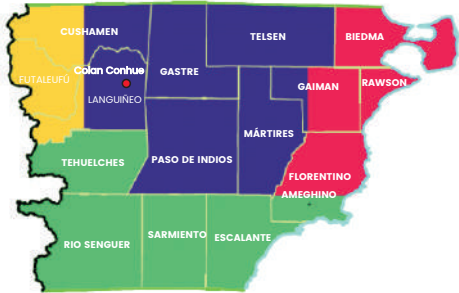 CUSHAMEN
TELSEN
BIEDMA
Colan Conhue
GASTRE
FUTALEUFÚ
GAIMAN
RAWSON
LANGUIÑEO
MÁRTIRES
TEHUELCHES
PASO DE INDIOS
FLORENTINO
AMEGHINO
RIO SENGUER
SARMIENTO
ESCALANTE